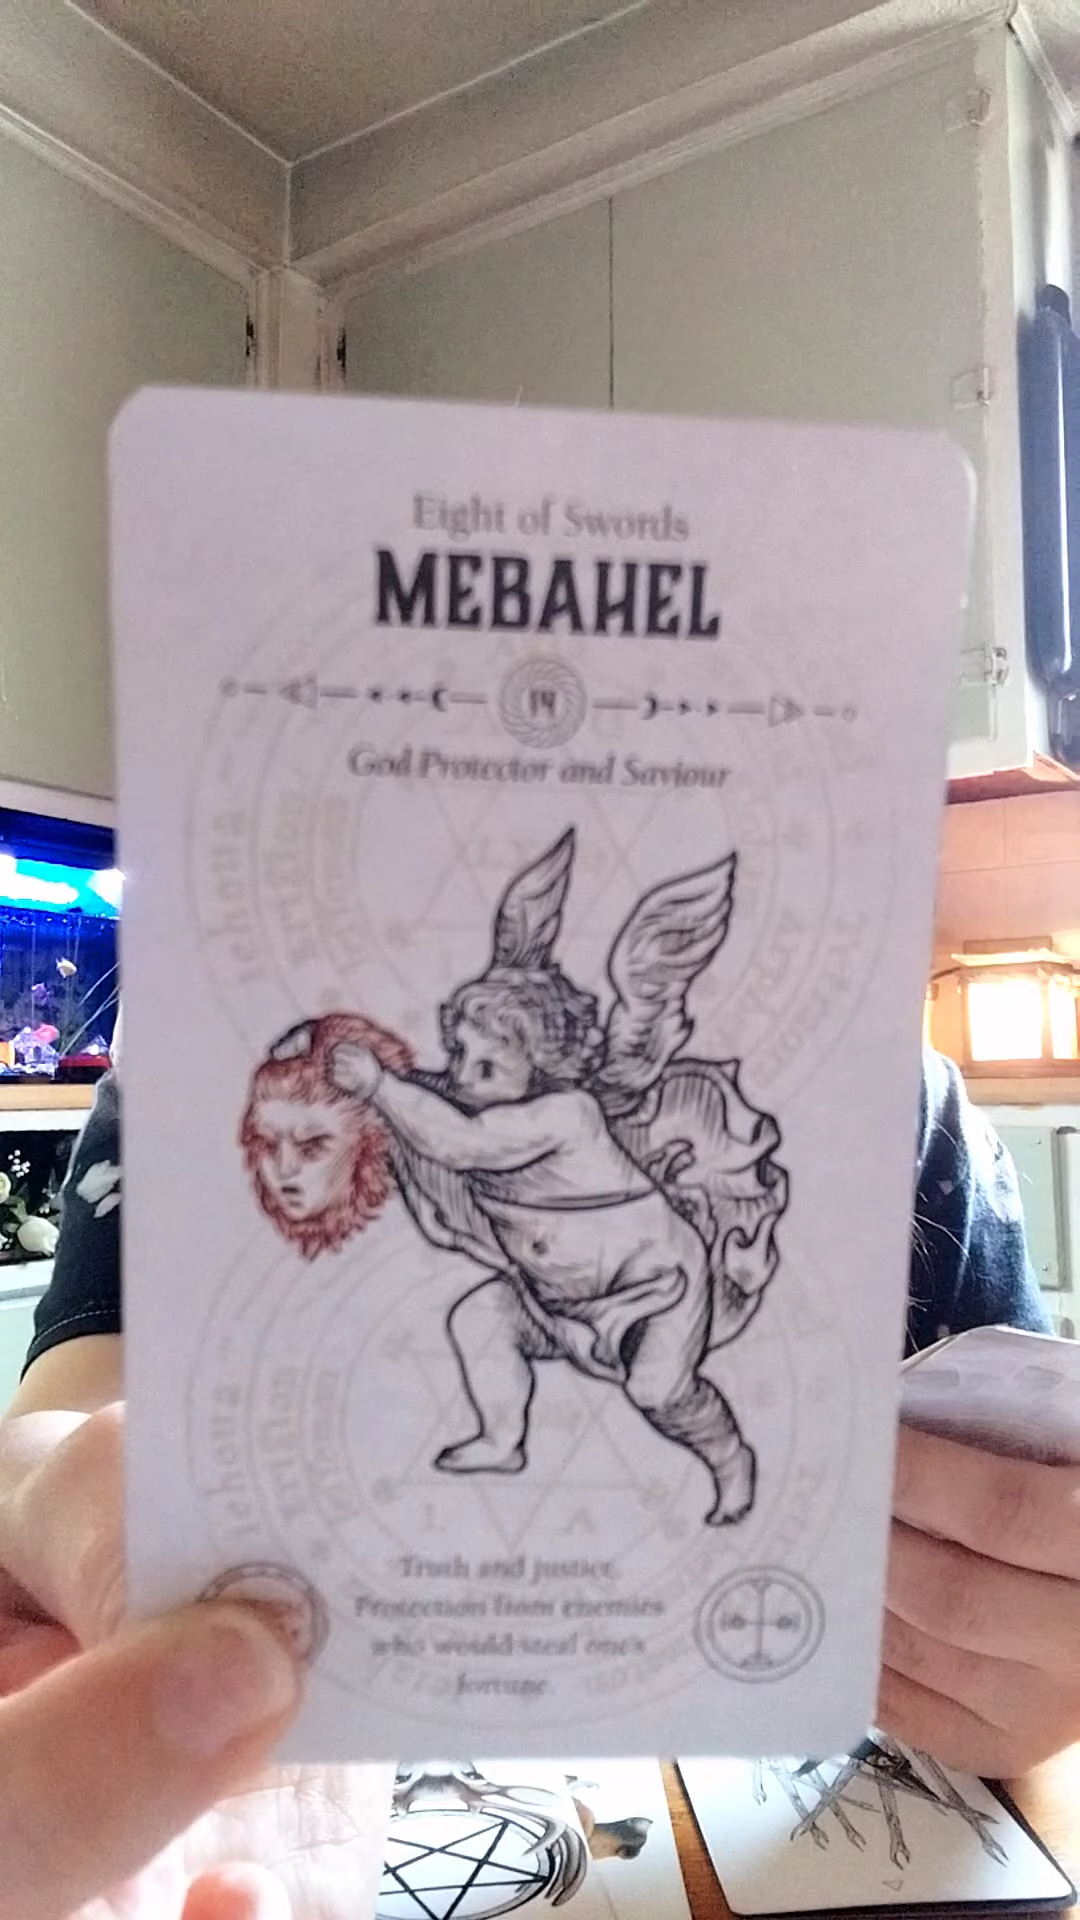 Eight of Swords
MEBAHEL
14
God Protector and Saviour
Truth and justice.
Protection from enemies
who would steal one's
fortune.